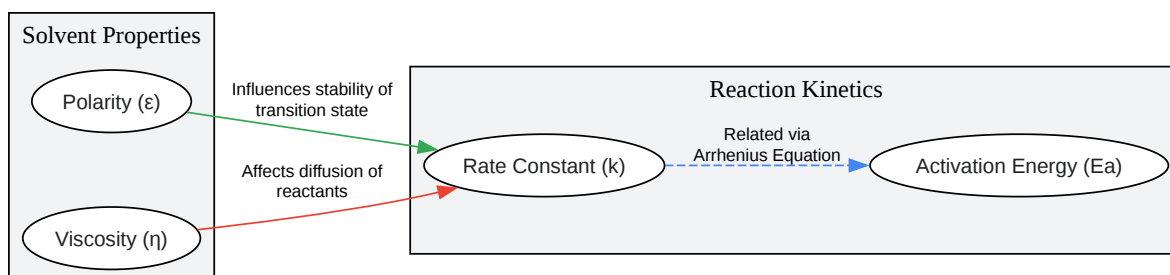 Solvent Properties
Polarity (ε)
Viscosity (η)
Influences stability of
transition state
Affects diffusion of
reactants
Reaction Kinetics
Rate Constant (k)
Related via
Arrhenius Equation
Activation Energy (Ea)